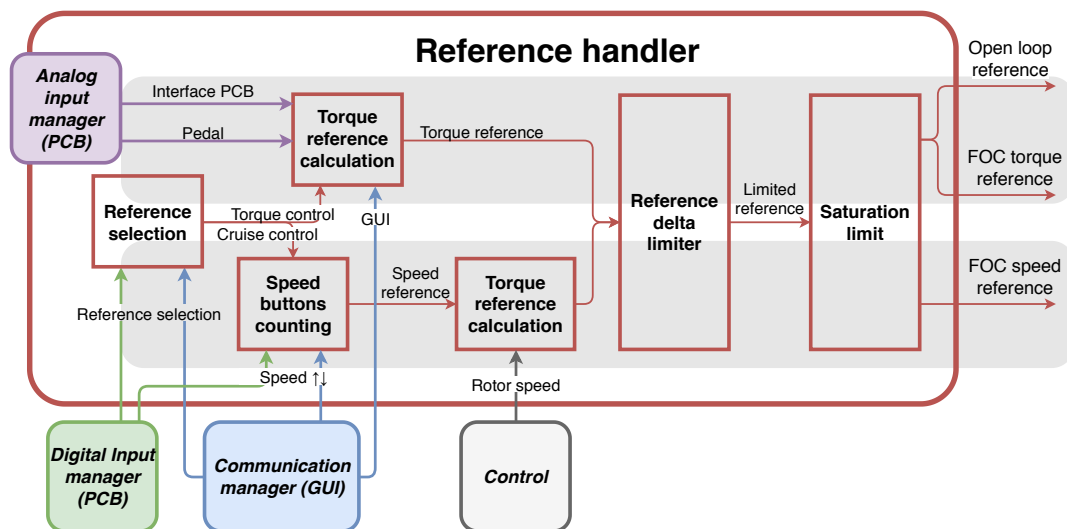 Reference handler
Analog
input
manager
(PCB)
Interface PCB
Pedal
Torque
reference
calculation
Torque reference
Open loop
reference
FOC torque
reference
Reference
selection
Torque control
Cruise control
GUI
Reference
delta
limiter
Limited
reference
Saturation
limit
FOC speed
reference
Reference selection
Speed
buttons
counting
Speed
reference
Torque
reference
calculation
Speed ↑↓
Rotor speed
Digital Input
manager
(PCB)
Communication
manager (GUI)
Control